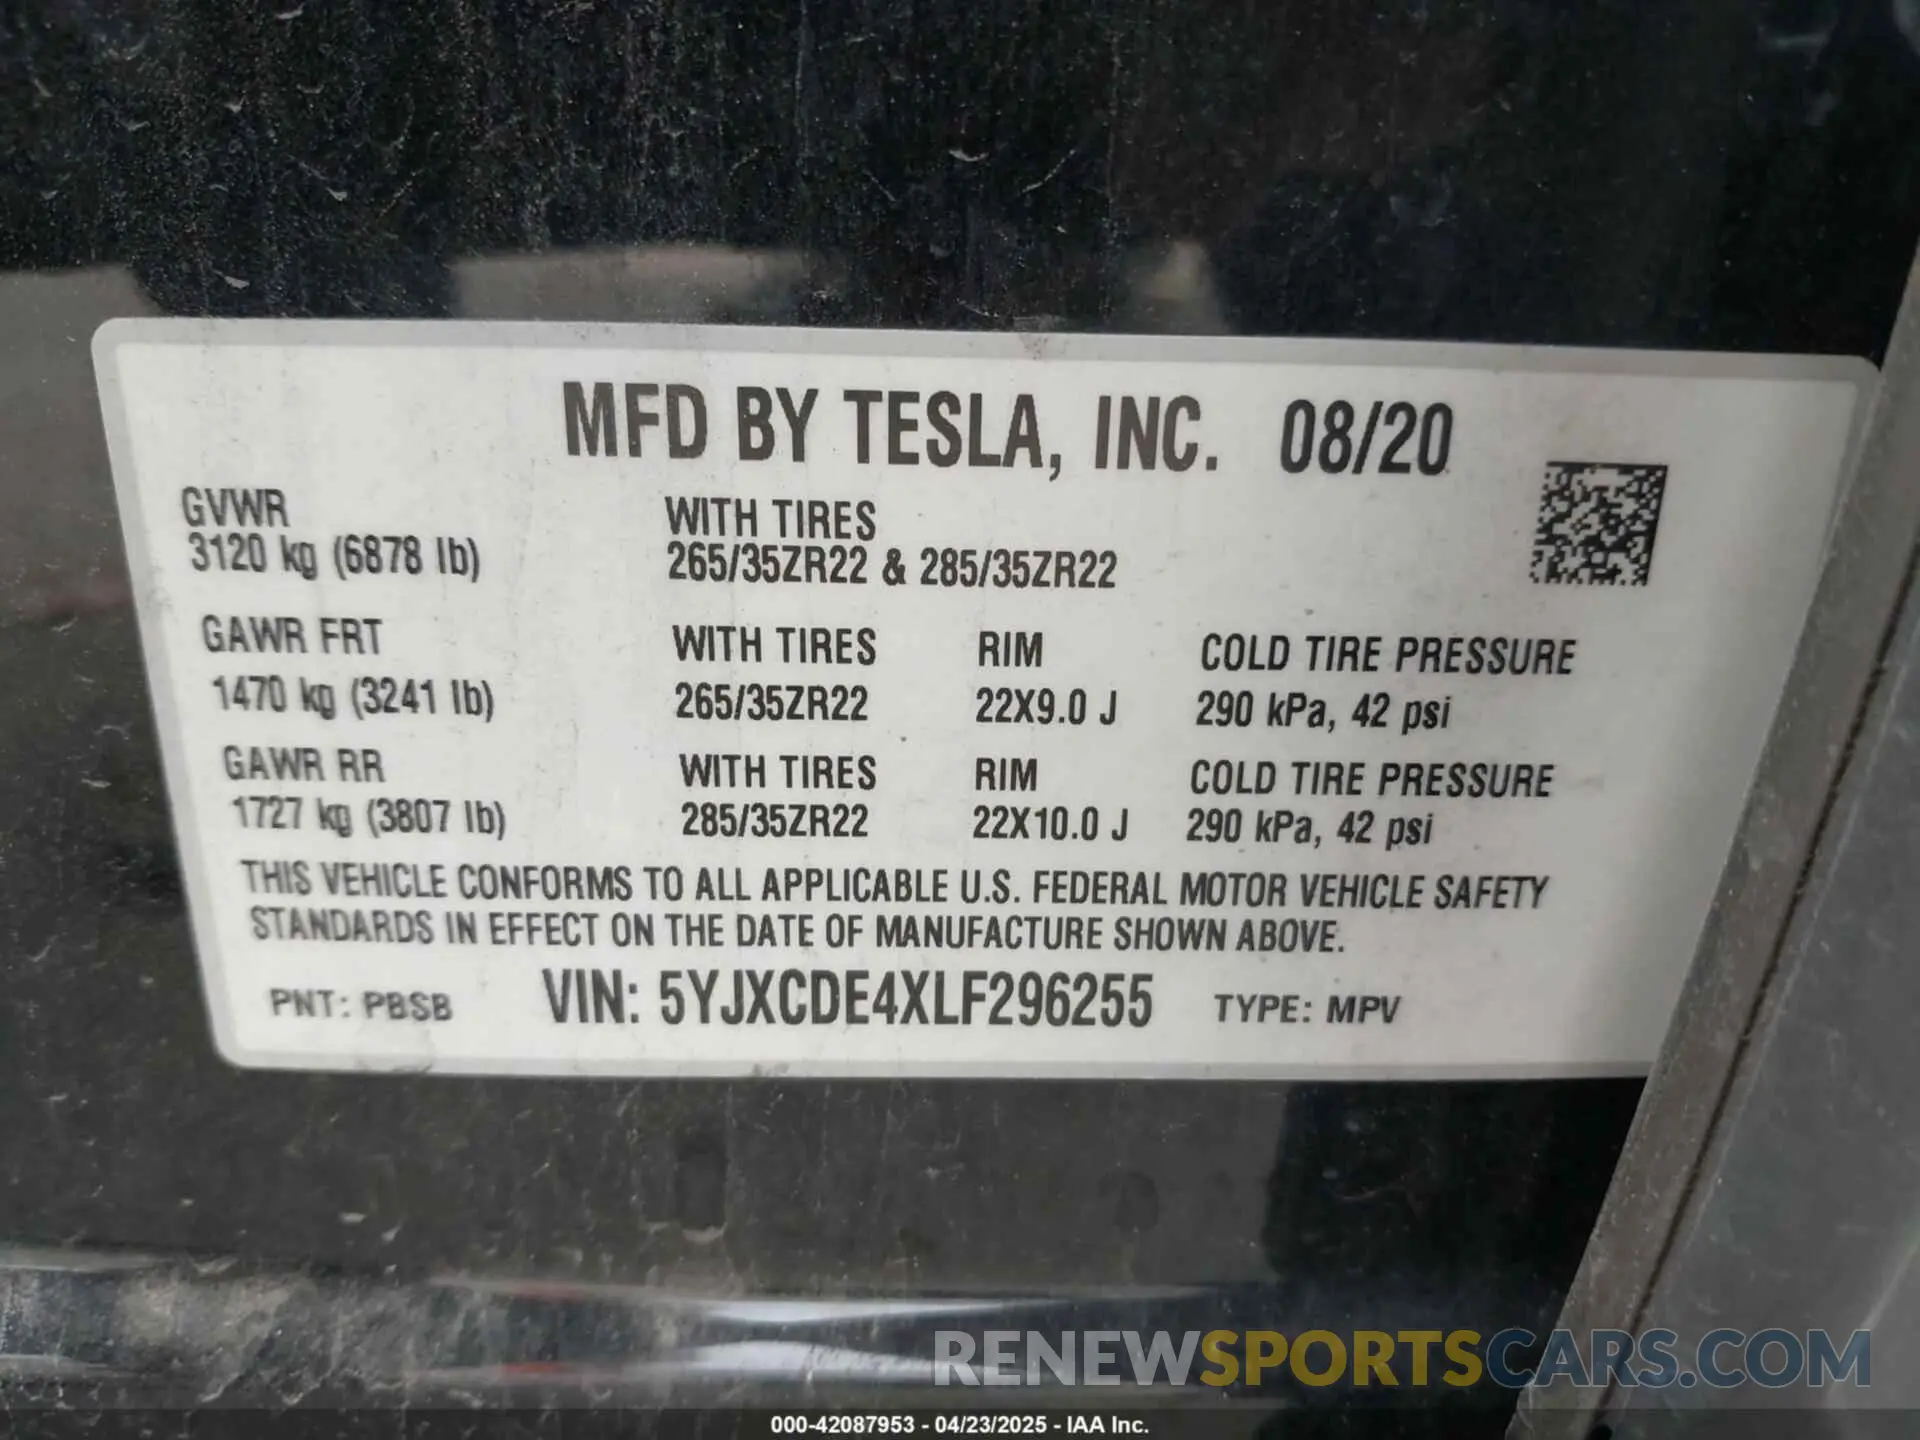 MFD BY TESLA, INC. 08/20
GVWR WITH TIRES
3120 kg (6878 lb) 265/35ZR22 & 285/35ZR22
GAWR FRT WITH TIRES RIM COLD TIRE PRESSURE
1470 kg (3241 lb) 265/35ZR22 22X9.0 J 290 kPa, 42 psi
GAWR RR WITH TIRES RIM COLD TIRE PRESSURE
1727 kg (3807 lb) 285/35ZR22 22X10.0 J 290 kPa, 42 psi
THIS VEHICLE CONFORMS TO ALL APPLICABLE U.S. FEDERAL MOTOR VEHICLE SAFETY
STANDARDS IN EFFECT ON THE DATE OF MANUFACTURE SHOWN ABOVE.
PNT: PBSB VIN: 5YJXCDE4XLF296255 TYPE: MPV
RENEWSPORTSCARS.COM
000-42087953 - 04/23/2025 - IAA Inc.